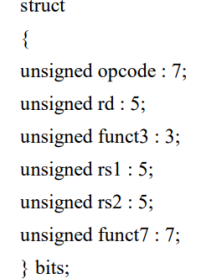 struct
{
unsigned opcode : 7;
unsigned rd : 5;
unsigned funct3 : 3;
unsigned rs1 : 5;
unsigned rs2 : 5;
unsigned funct7 : 7;
} bits;